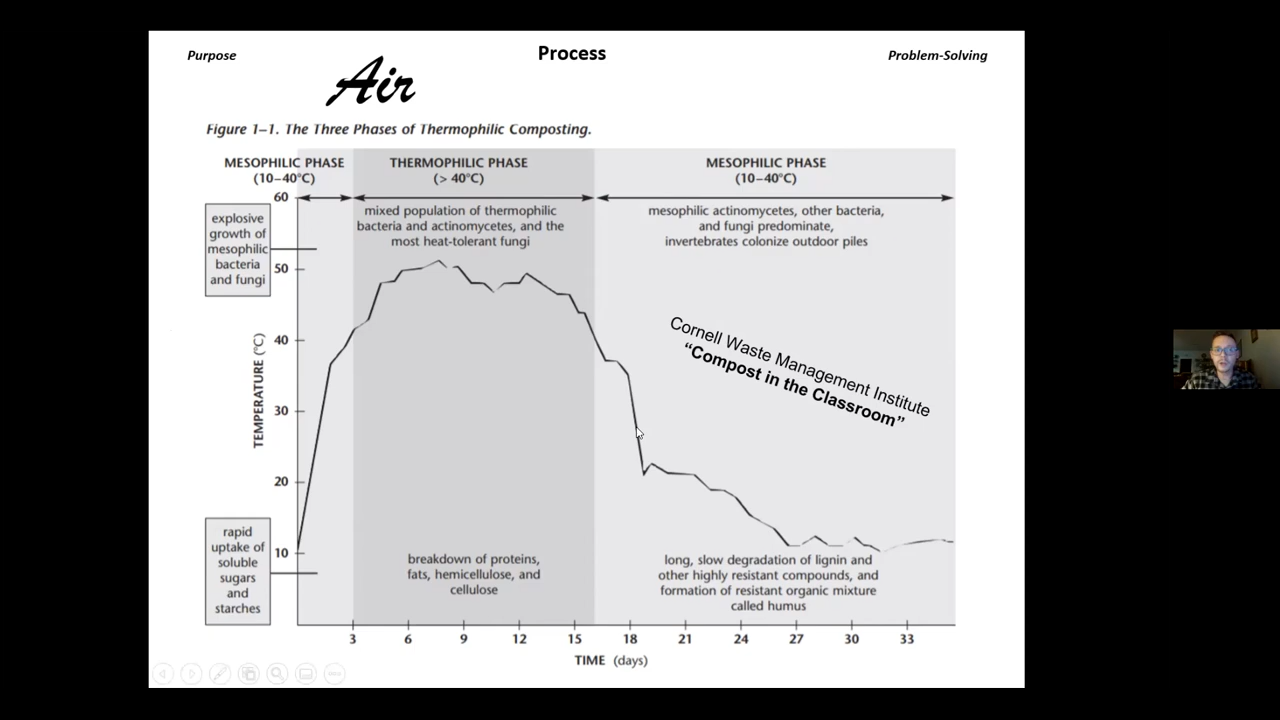 Purpose
Process
Problem-Solving
Air
Figure 1–1. The Three Phases of Thermophilic Composting.
MESOPHILIC PHASE
(10–40°C)
THERMOPHILIC PHASE
(> 40°C)
MESOPHILIC PHASE
(10–40°C)
60
50
40
30
20
10
TEMPERATURE (°C)
explosive
growth of
mesophilic
bacteria
and fungi
mixed population of thermophilic
bacteria and actinomycetes, and the
most heat-tolerant fungi
mesophilic actinomycetes, other bacteria,
and fungi predominate,
invertebrates colonize outdoor piles
Cornell Waste Management Institute
“Compost in the Classroom”
rapid
uptake of
soluble
sugars
and
starches
breakdown of proteins,
fats, hemicellulose, and
cellulose
long, slow degradation of lignin and
other highly resistant compounds, and
formation of resistant organic mixture
called humus
3 6 9 12 15 18 21 24 27 30 33
TIME (days)